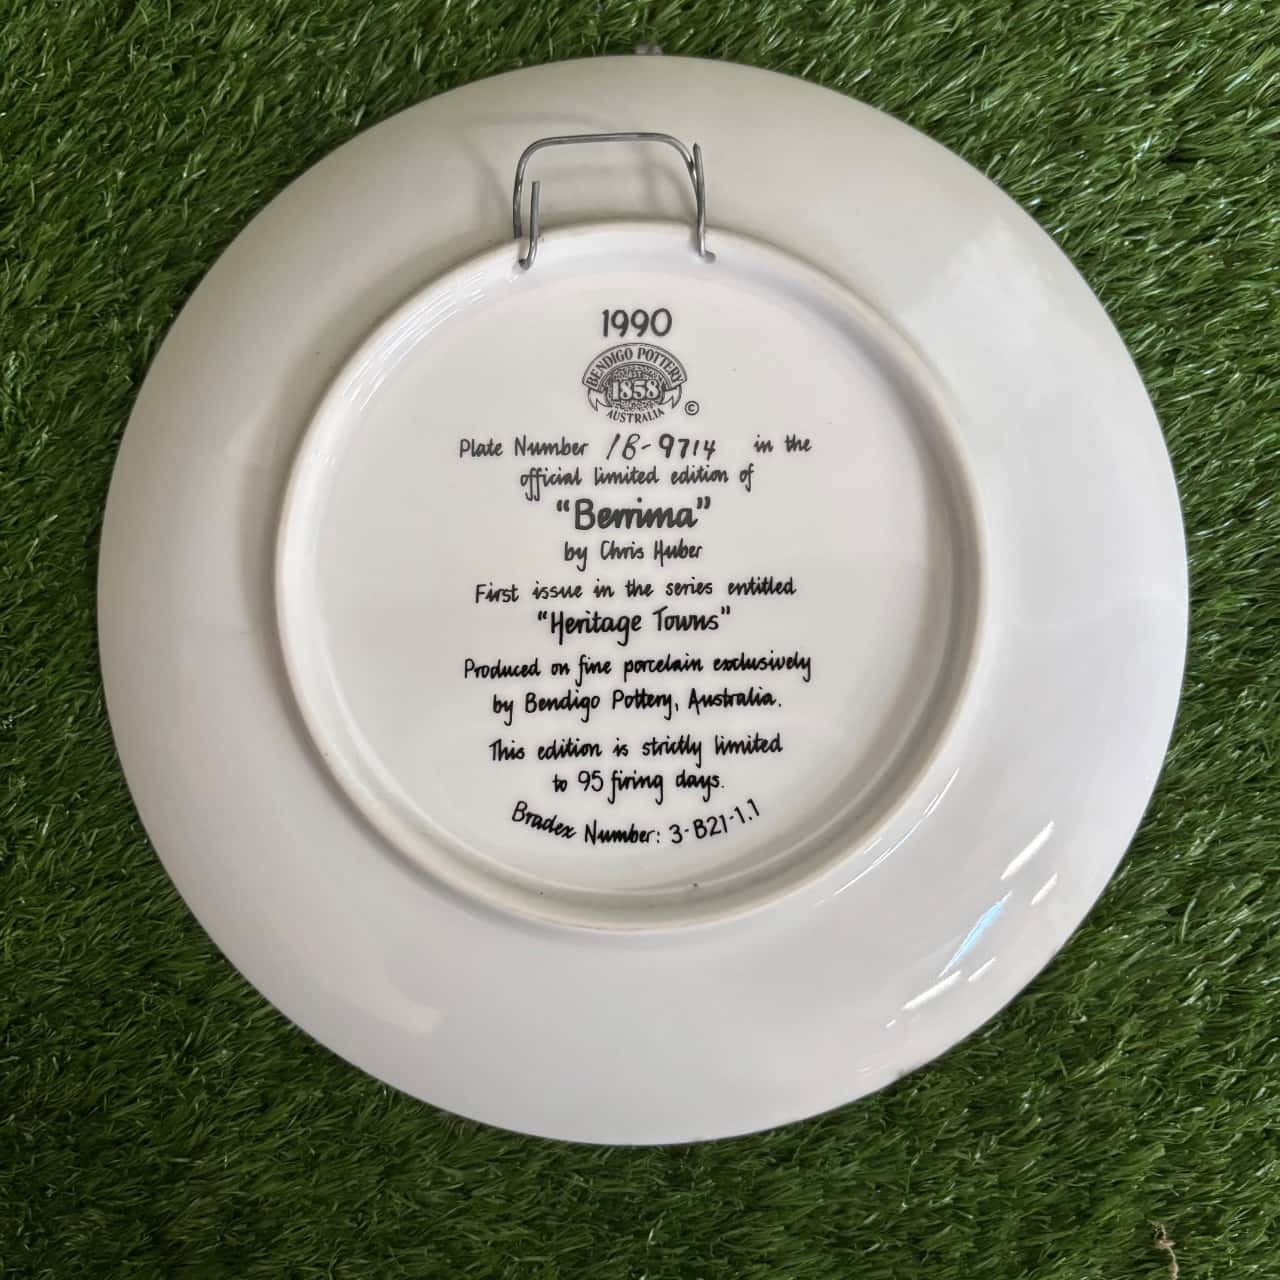 1990
BENDIGO POTTERY
1858
AUSTRALIA ©
Plate Number 1B-9714 in the
official limited edition of
“Berrima”
by Chris Huber
First issue in the series entitled
“Heritage Towns”
Produced on fine porcelain exclusively
by Bendigo Pottery, Australia.
This edition is strictly limited
to 95 firing days.
Bradex Number: 3-B21-1.1